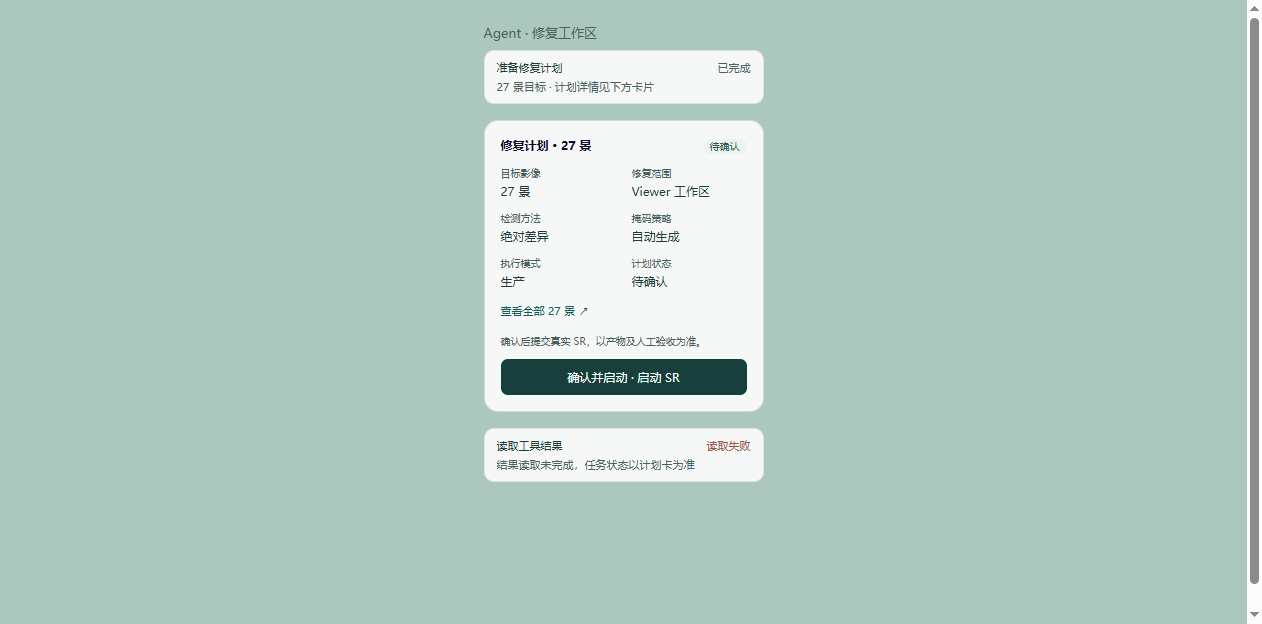 Agent · 修复工作区
准备修复计划 已完成
27 景目标 · 计划详情见下方卡片
修复计划 · 27 景 待确认
目标影像 修复范围
27 景 Viewer 工作区
检测方法 掩码策略
绝对差异 自动生成
执行模式 计划状态
生产 待确认
查看全部 27 景 ↗
确认后提交真实 SR，以产物及人工验收为准。
确认并启动 · 启动 SR
读取工具结果 读取失败
结果读取未完成，任务状态以计划卡为准